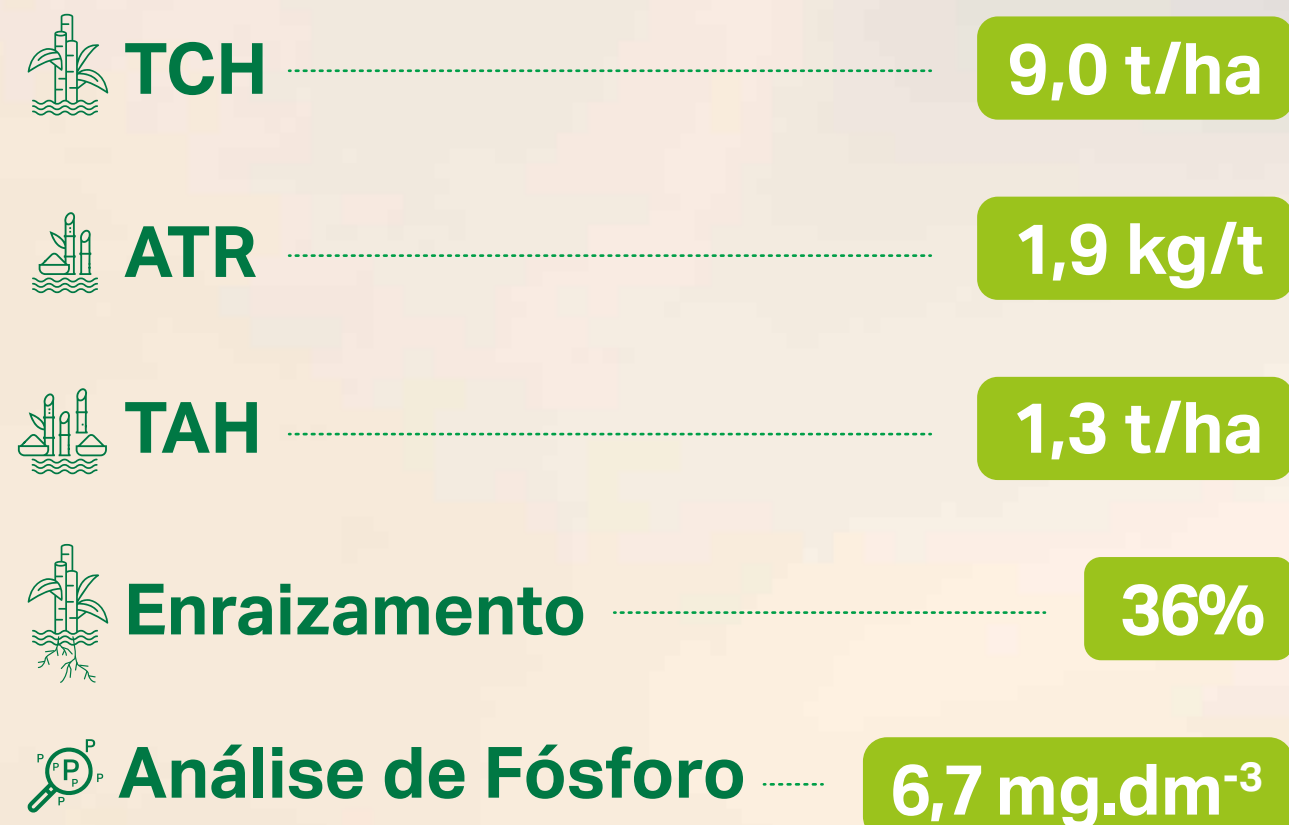 TCH 9,0 t/ha
ATR 1,9 kg/t
TAH 1,3 t/ha
Enraizamento 36%
P P P P P P
Análise de Fósforo 6,7 mg.dm⁻³